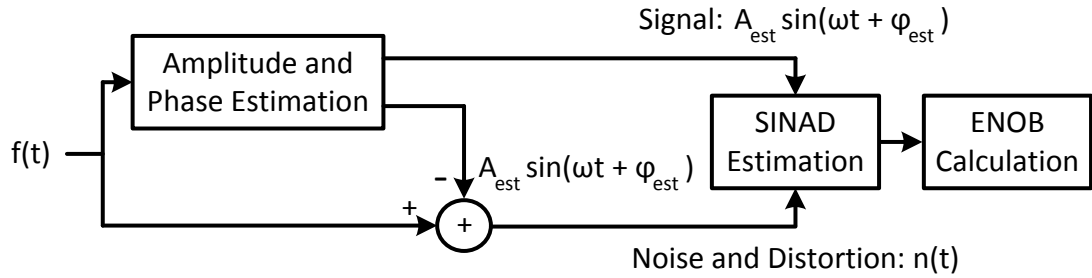 Signal: A_est sin(ωt + φ_est)
Amplitude and
Phase Estimation
SINAD
Estimation
ENOB
Calculation
f(t)
- A_est sin(ωt + φ_est)
+
+
Noise and Distortion: n(t)